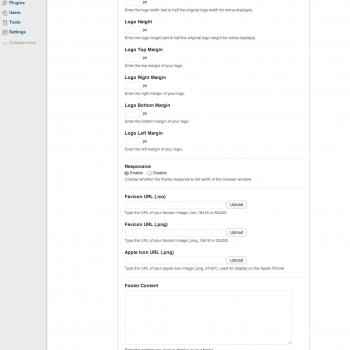 Plugins
Users
Tools
Settings
Collapse menu
px
Enter the logo width (set to half the original logo width for retina displays).
Logo Height
px
Enter the logo height (set to half the original logo height for retina displays).
Logo Top Margin
px
Enter the top margin of your logo.
Logo Right Margin
px
Enter the right margin of your logo.
Logo Bottom Margin
px
Enter the bottom margin of your logo.
Logo Left Margin
px
Enter the left margin of your logo.
Responsive
Enable Disable
Choose whether the theme responds to the width of the browser window.
Favicon URL (.ico)
Upload
Type the URL of your favicon image (.ico, 16x16 or 32x32)
Favicon URL (.png)
Upload
Type the URL of your favicon image (.png, 16x16 or 32x32)
Apple Icon URL (.png)
Upload
Type the URL of your apple icon image (.png, 57x57), used for display on the Apple iPhone
Footer Content